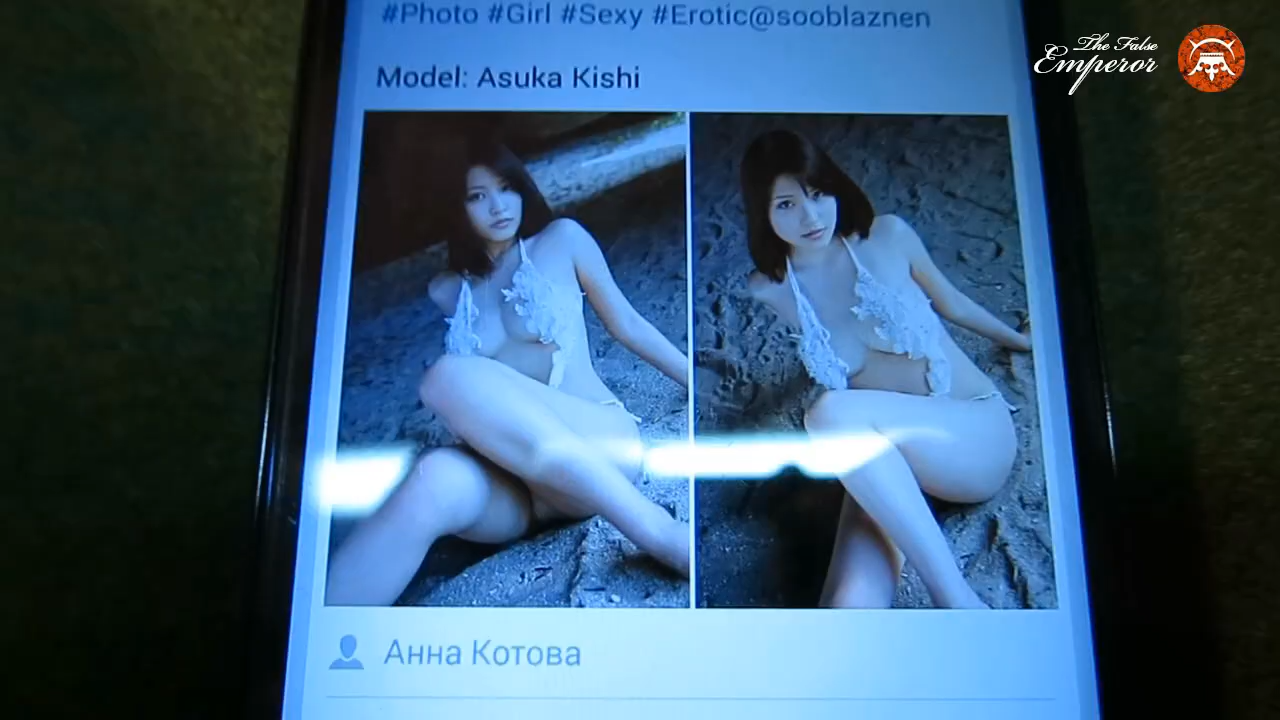 #Photo #Girl #Sexy #Erotic@sooblaznen
The False
Emperor
Model: Asuka Kishi
Анна Котова